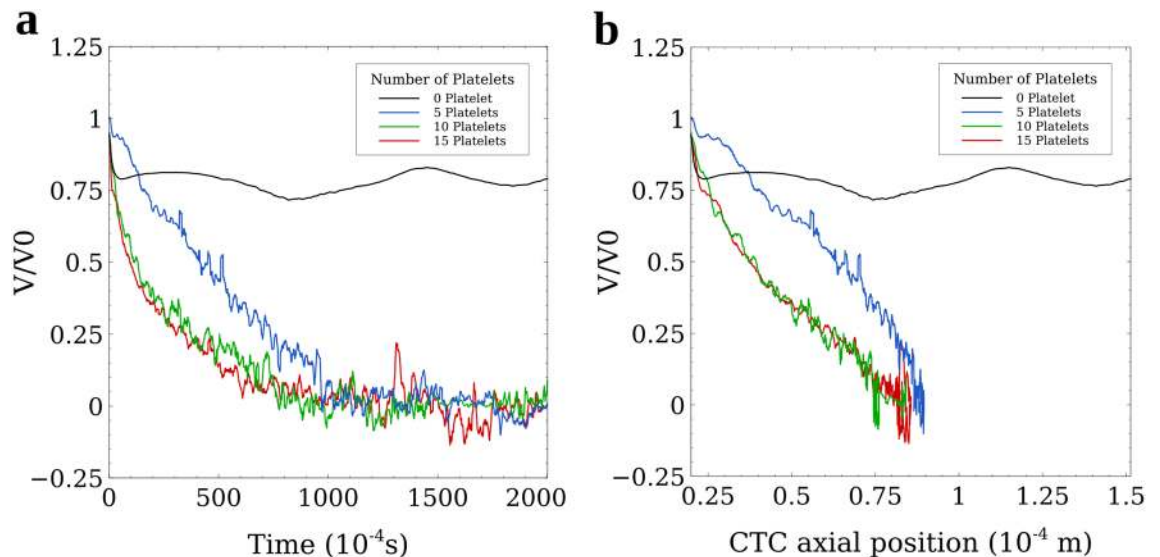 a
V/V0
1.25
1
0.75
0.5
0.25
0
−0.25
Number of Platelets
0 Platelet
5 Platelets
10 Platelets
15 Platelets
0 500 1000 1500 2000
Time (10⁻⁴s)
b
V/V0
1.25
1
0.75
0.5
0.25
0
−0.25
Number of Platelets
0 Platelet
5 Platelets
10 Platelets
15 Platelets
0.25 0.5 0.75 1 1.25 1.5
CTC axial position (10⁻⁴ m)